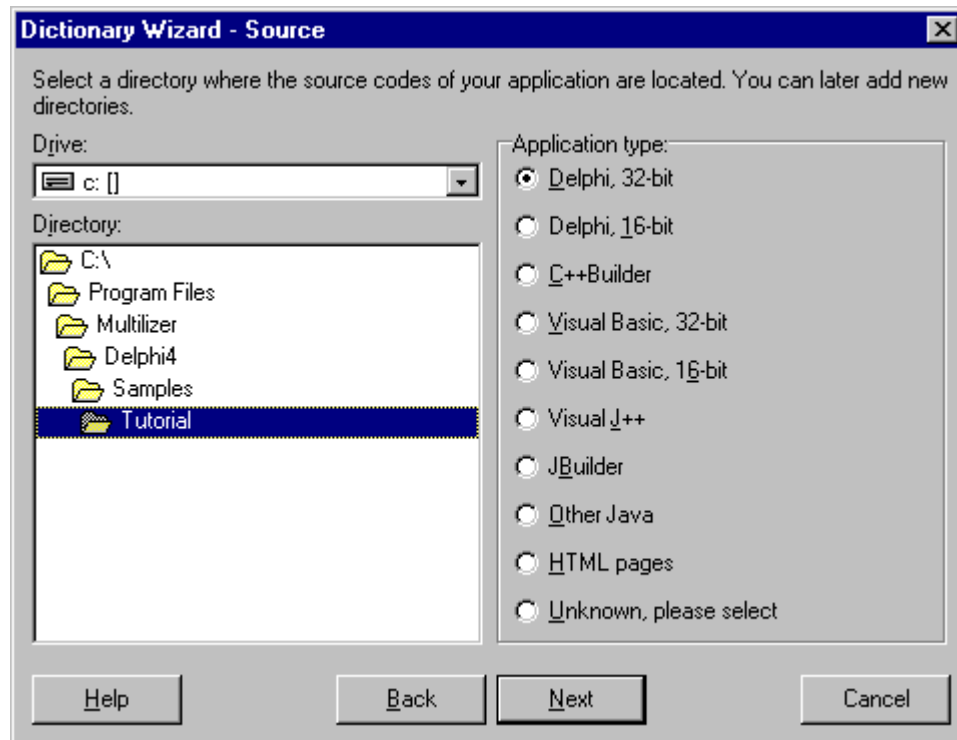 Dictionary Wizard - Source
Select a directory where the source codes of your application are located. You can later add new
directories.
Drive:
c: []
Directory:
C:\
Program Files
Multilizer
Delphi4
Samples
Tutorial
Application type:
Delphi, 32-bit
Delphi, 16-bit
C++Builder
Visual Basic, 32-bit
Visual Basic, 16-bit
Visual J++
JBuilder
Other Java
HTML pages
Unknown, please select
Help
Back
Next
Cancel